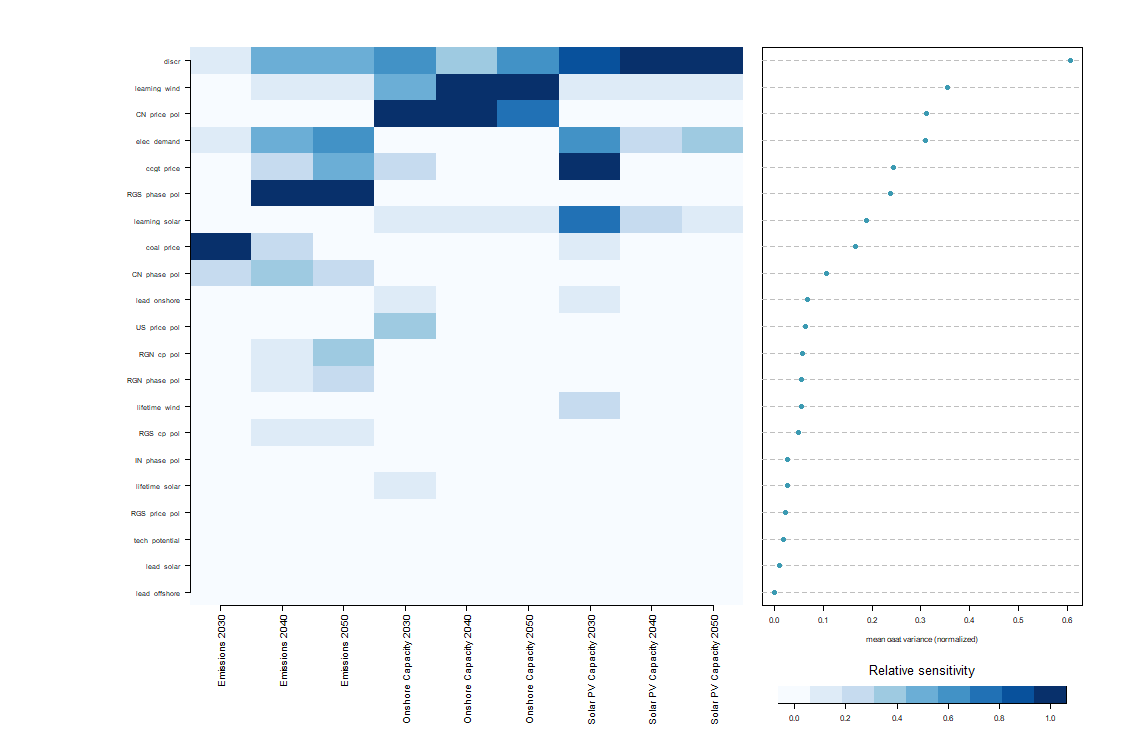 discr
learning wind
CN price pol
elec demand
ccgt price
RGS phase pol
learning solar
coal price
CN phase pol
lead onshore
US price pol
RGN cp pol
RGN phase pol
lifetime wind
RGS cp pol
IN phase pol
lifetime solar
RGS price pol
tech potential
lead solar
lead offshore
Emissions 2030
Emissions 2040
Emissions 2050
Onshore Capacity 2030
Onshore Capacity 2040
Onshore Capacity 2050
Solar PV Capacity 2030
Solar PV Capacity 2040
Solar PV Capacity 2050
0.0 0.1 0.2 0.3 0.4 0.5 0.6
mean oaat variance (normalized)
Relative sensitivity
0.0 0.2 0.4 0.6 0.8 1.0